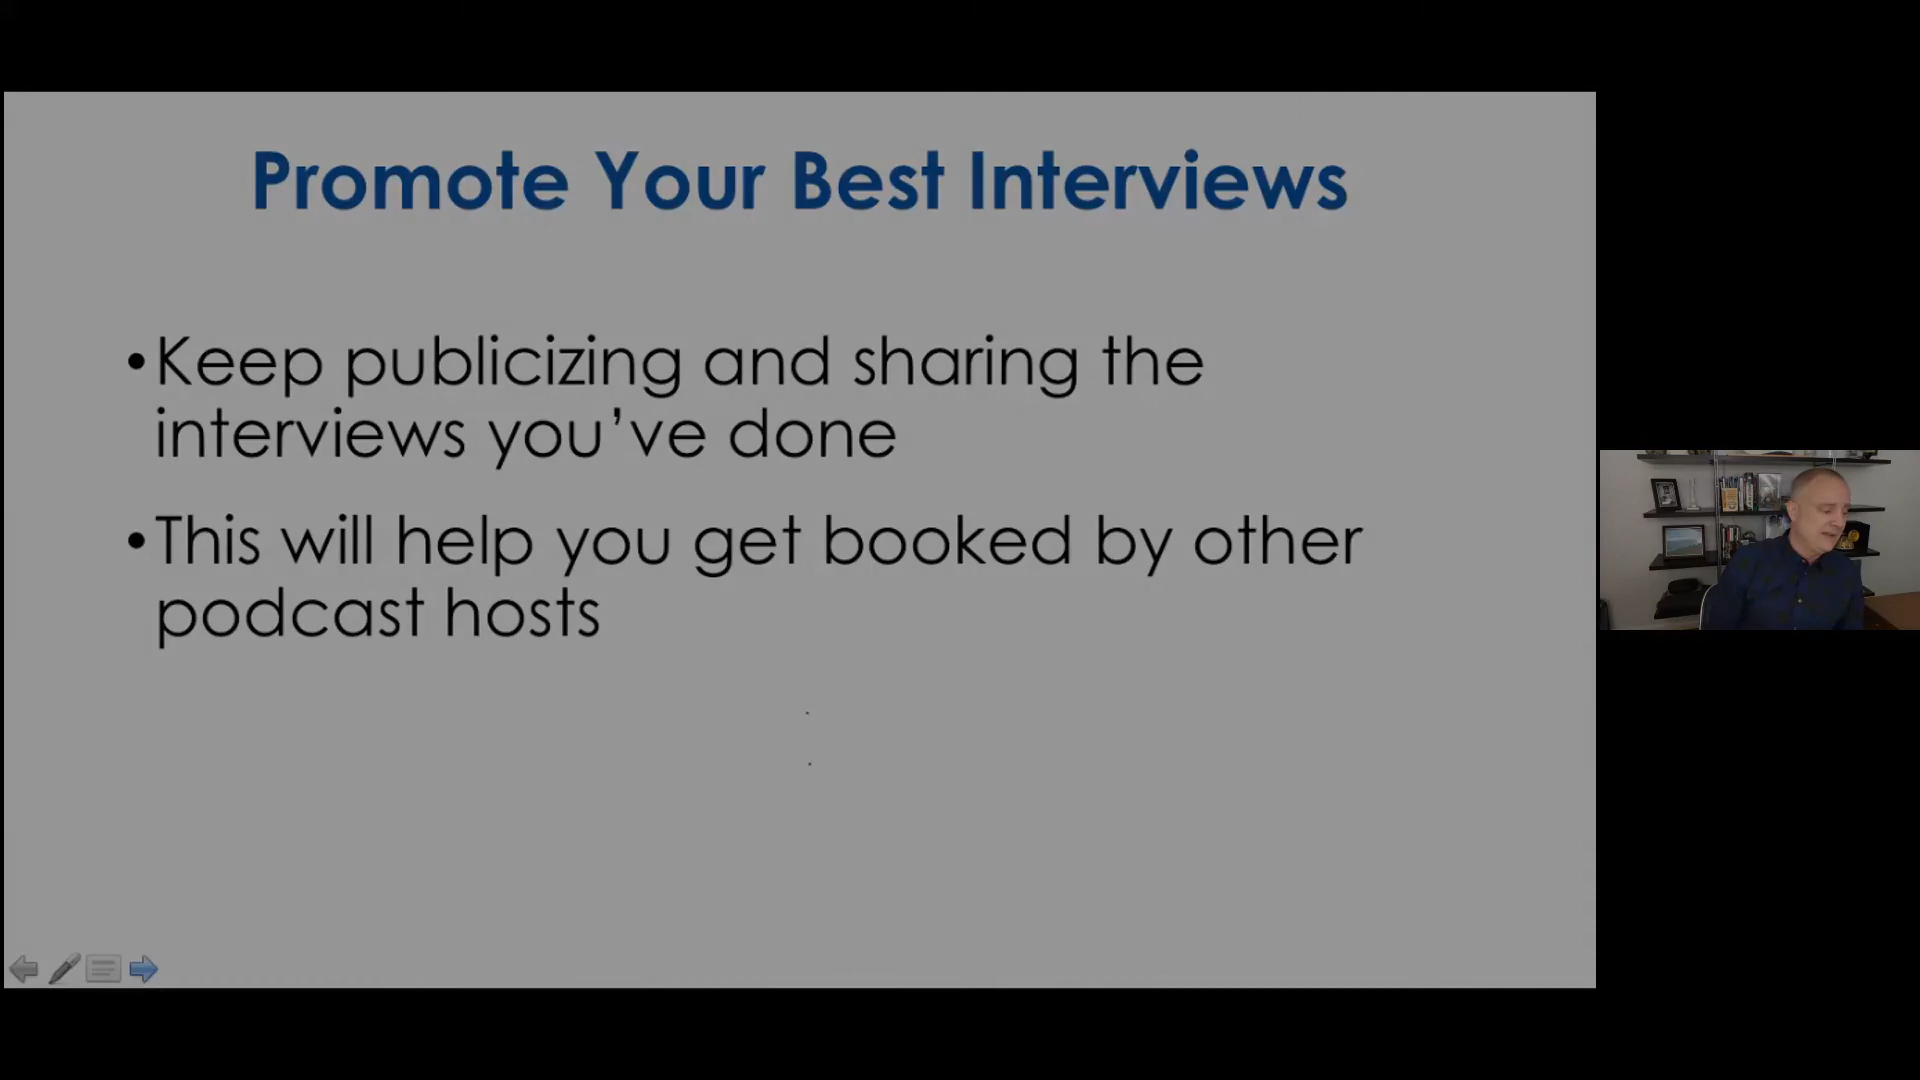 Promote Your Best Interviews
•Keep publicizing and sharing the
interviews you’ve done
•This will help you get booked by other
podcast hosts